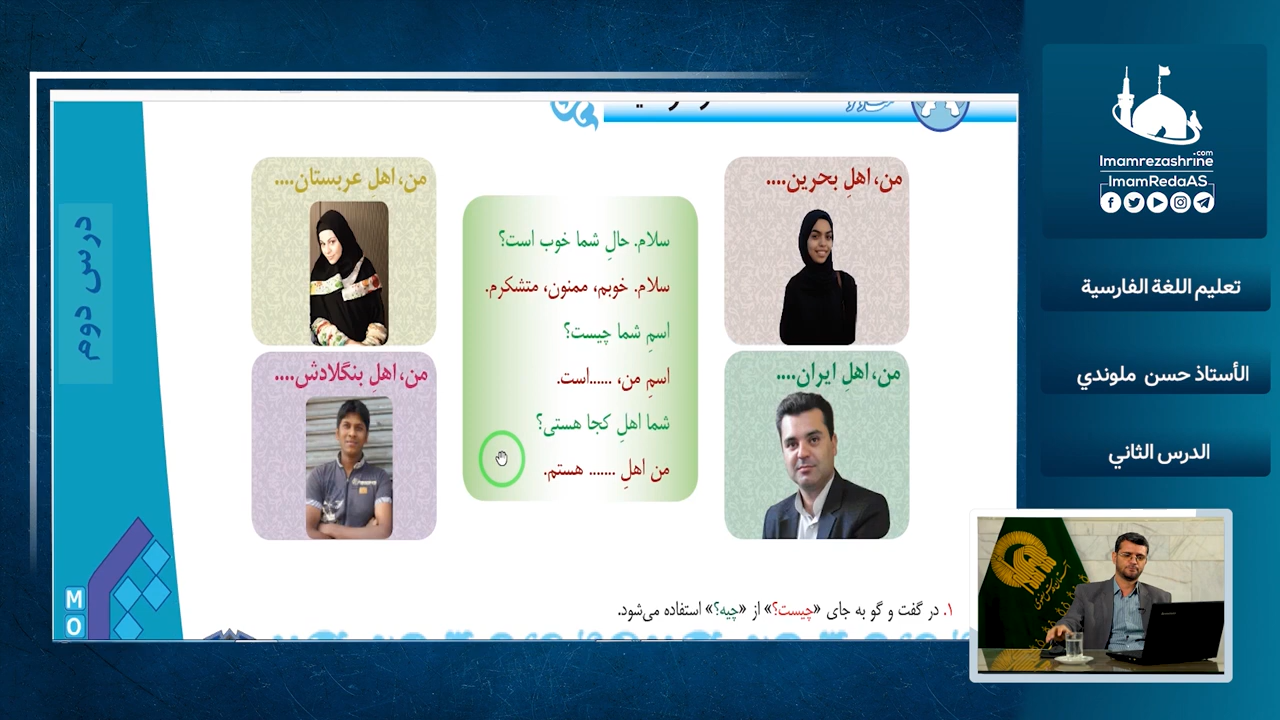 من، اهلِ بحرین....
من، اهلِ عربستان....
سلام. حالِ شما خوب است؟
سلام. خوبم، ممنون، متشکرم.
اسمِ شما چیست؟
اسمِ من، ......است.
شما اهلِ کجا هستی؟
من اهلِ ....... هستم.
من، اهلِ ایران....
من، اهلِ بنگلادش....
۱. در گفت و گو به جای «چیست؟» از «چیه؟» استفاده می‌شود.
درس دوم
M
O
.com
Imamrezashrine
ImamRedaAS
تعليم اللغة الفارسية
الأستاذ حسن ملوندي
الدرس الثاني